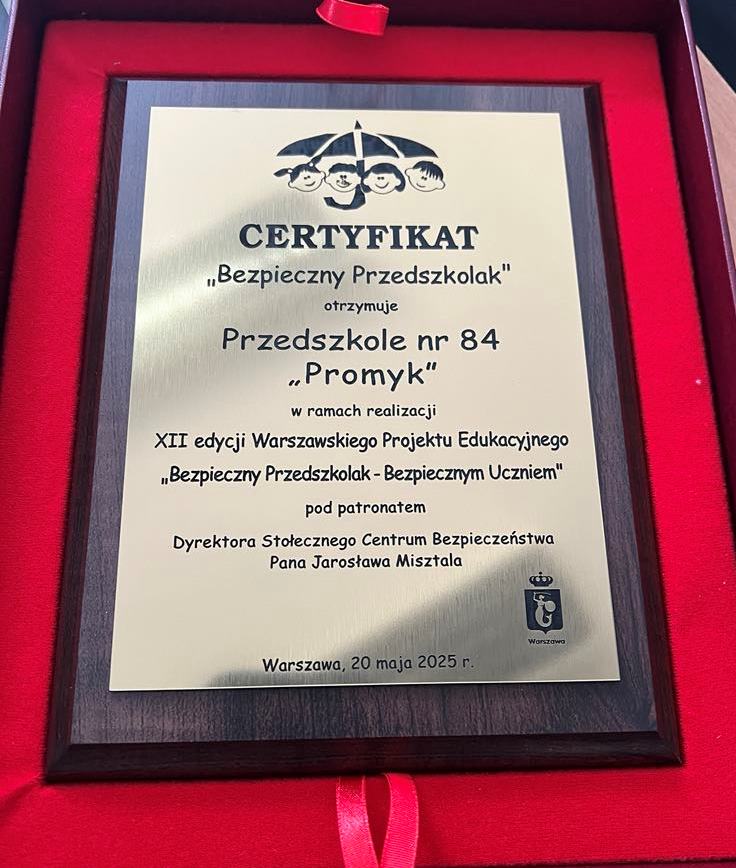 CERTYFIKAT
„Bezpieczny Przedszkolak"
otrzymuje
Przedszkole nr 84
„Promyk"
w ramach realizacji
XII edycji Warszawskiego Projektu Edukacyjnego
„Bezpieczny Przedszkolak - Bezpiecznym Uczniem"
pod patronatem
Dyrektora Stołecznego Centrum Bezpieczeństwa
Pana Jarosława Misztala
Warszawa
Warszawa, 20 maja 2025 r.